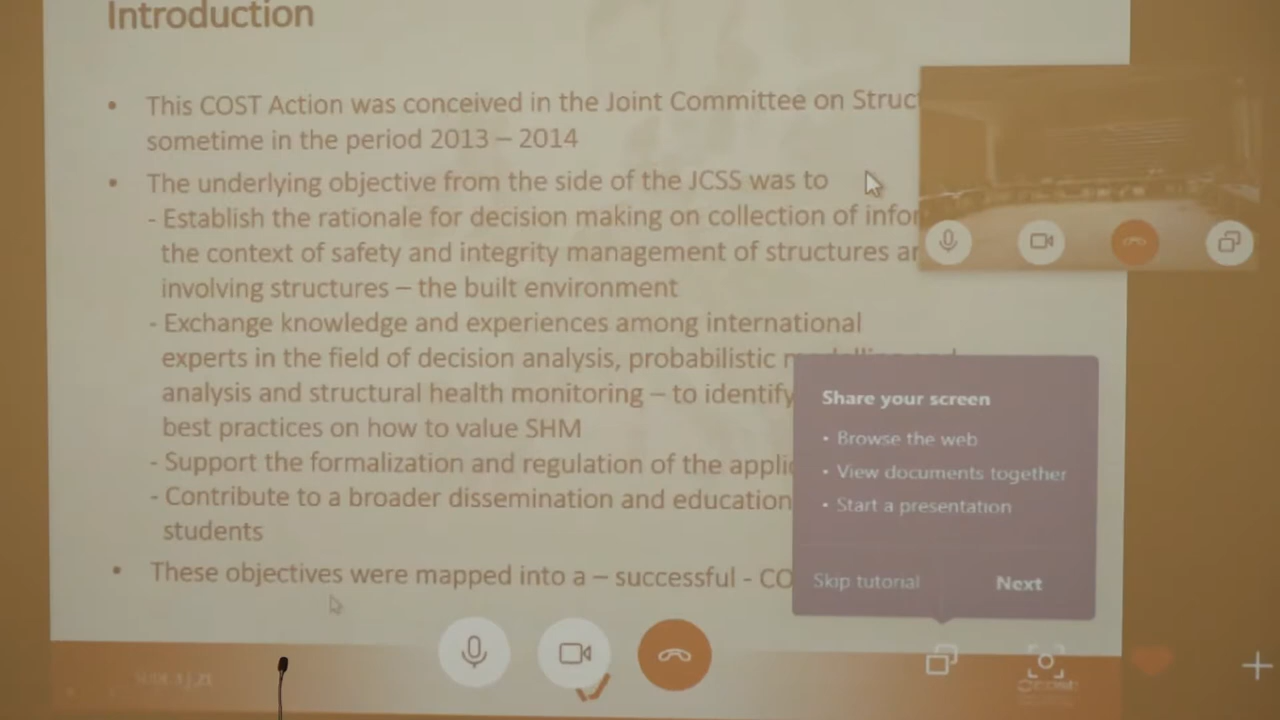 Introduction
• This COST Action was conceived in the Joint Committee on Struc
sometime in the period 2013 – 2014
• The underlying objective from the side of the JCSS was to
- Establish the rationale for decision making on collection of infor
the context of safety and integrity management of structures ar
involving structures – the built environment
- Exchange knowledge and experiences among international
experts in the field of decision analysis, probabilistic modelling and
analysis and structural health monitoring – to identify
best practices on how to value SHM
- Support the formalization and regulation of the applic
- Contribute to a broader dissemination and education
students
• These objectives were mapped into a – successful - CO
Share your screen
• Browse the web
• View documents together
• Start a presentation
Skip tutorial Next